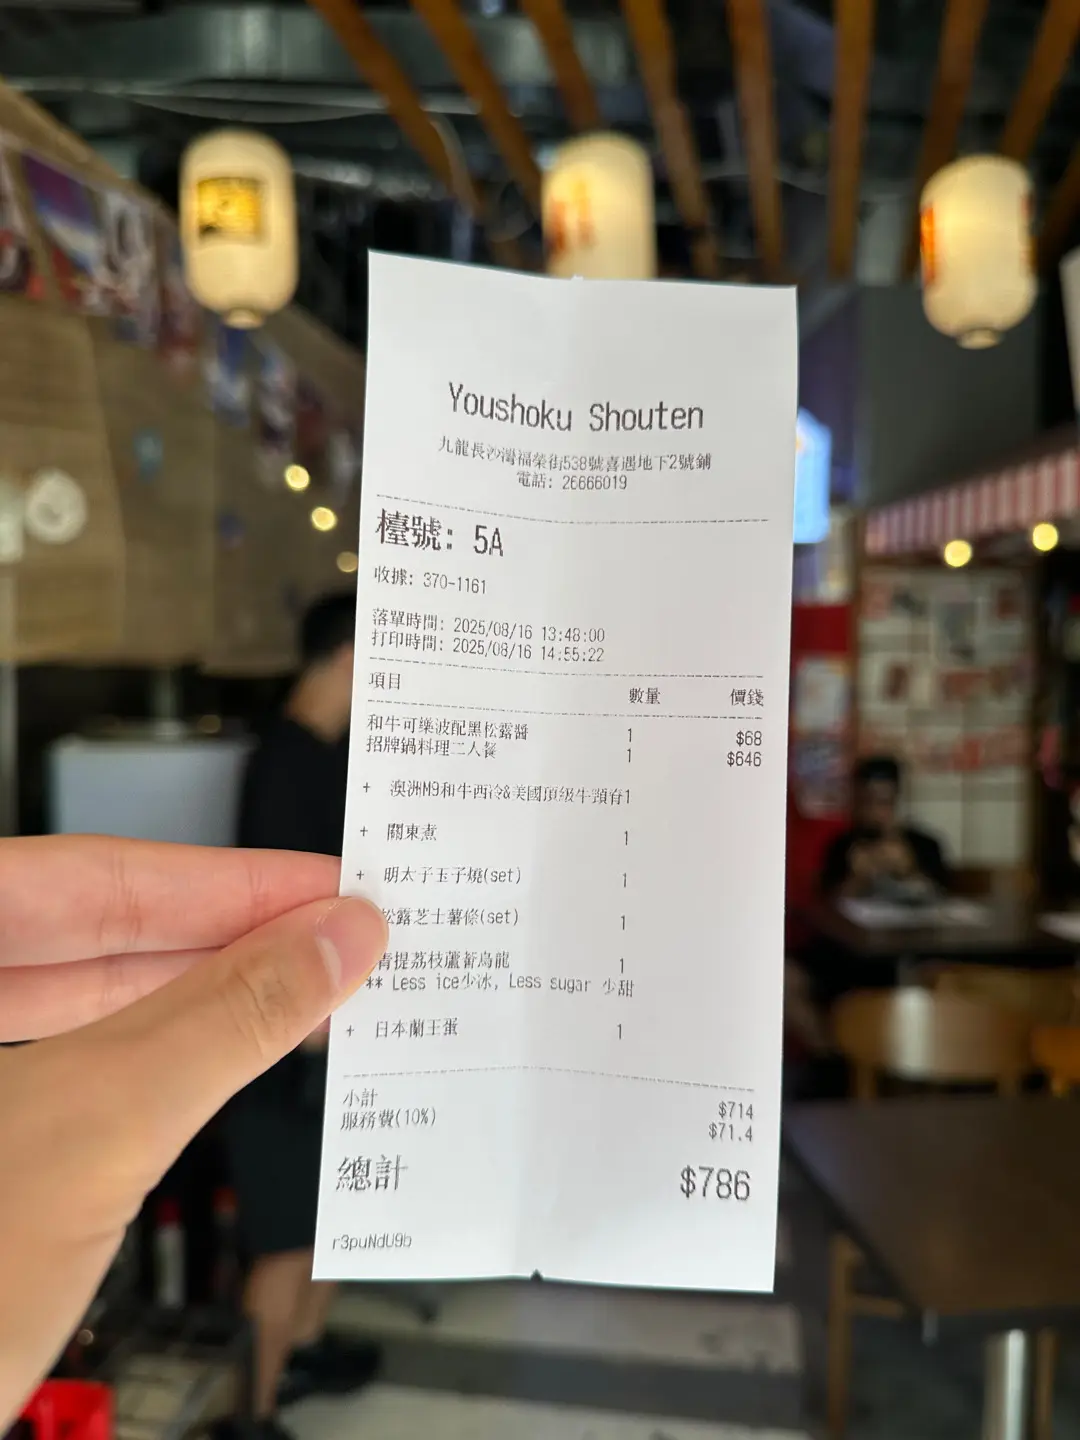 Youshoku Shouten
九龍長沙灣福榮街538號喜遇地下2號鋪
電話: 26666019
檯號: 5A
收據: 370-1161
落單時間: 2025/08/16 13:48:00
打印時間: 2025/08/16 14:55:22
項目 數量 價錢
和牛可樂波配黑松露醬 1 $68
招牌鍋料理二人餐 1 $646
+ 澳洲M9和牛西冷&美國頂級牛頸脊1
+ 關東煮 1
+ 明太子玉子燒(set) 1
松露芝士薯條(set) 1
青提荔枝蘆薈烏龍 1
** Less ice少冰, Less sugar 少甜
+ 日本蘭王蛋 1
小計 $714
服務費(10%) $71.4
總計 $786
r3puNdU9b